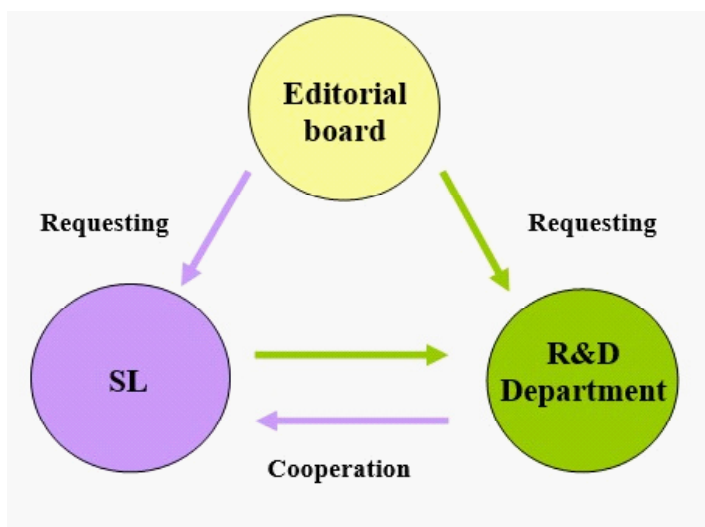 Editorial
board
Requesting
Requesting
SL
R&D
Department
Cooperation